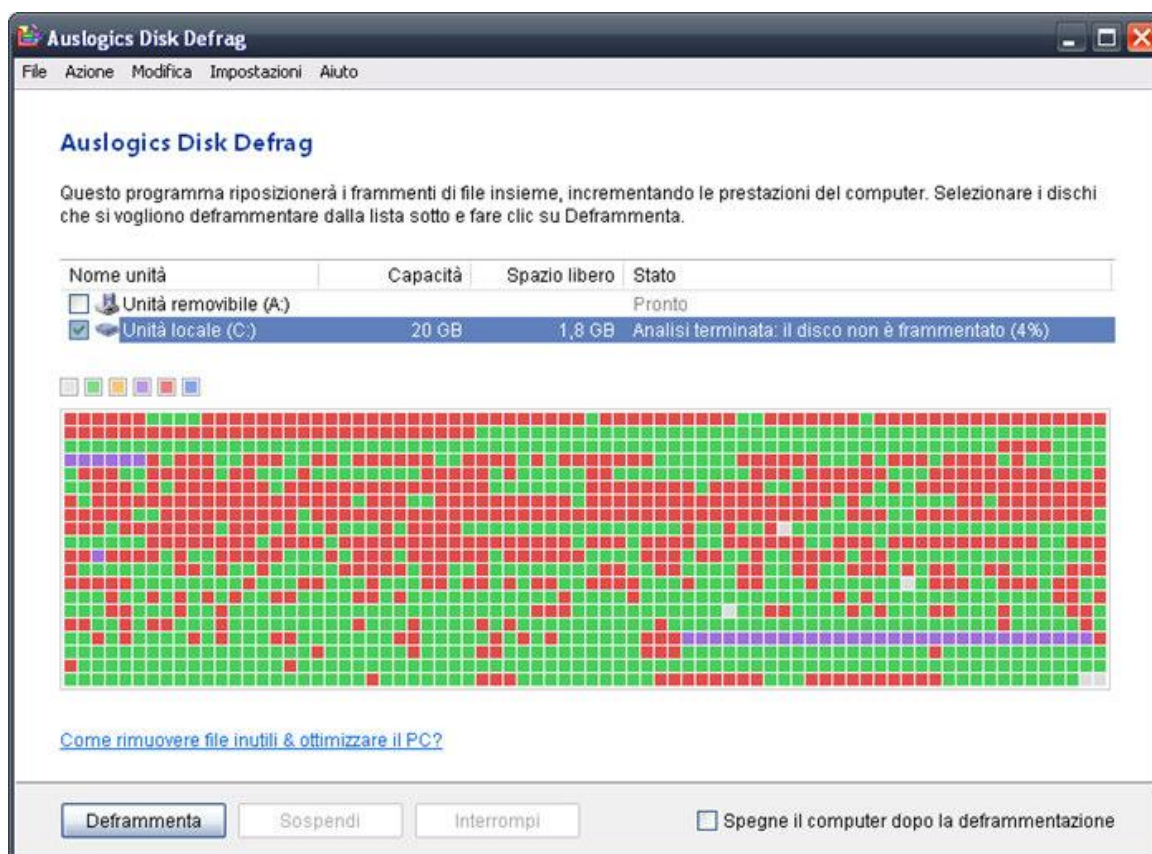 Auslogics Disk Defrag
File Azione Modifica Impostazioni Aiuto
Auslogics Disk Defrag
Questo programma riposizionerà i frammenti di file insieme, incrementando le prestazioni del computer. Selezionare i dischi
che si vogliono deframmentare dalla lista sotto e fare clic su Deframmenta.
Nome unità Capacità Spazio libero Stato
Unità removibile (A:) Pronto
Unità locale (C:) 20 GB 1,8 GB Analisi terminata: il disco non è frammentato (4%)
Come rimuovere file inutili & ottimizzare il PC?
Deframmenta Sospendi Interrompi Spegne il computer dopo la deframmentazione